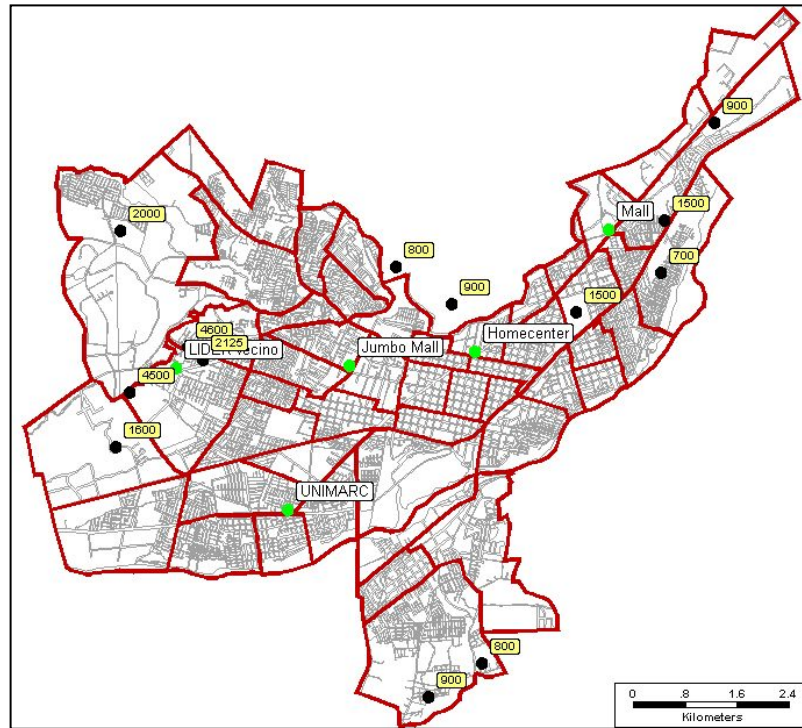 900
1500
Mall
2000
800
700
900
1500
4600
Homecenter
2125
Jumbo Mall
LIDER Vecino
4500
1600
UNIMARC
800
900
0 .8 1.6 2.4
Kilometers